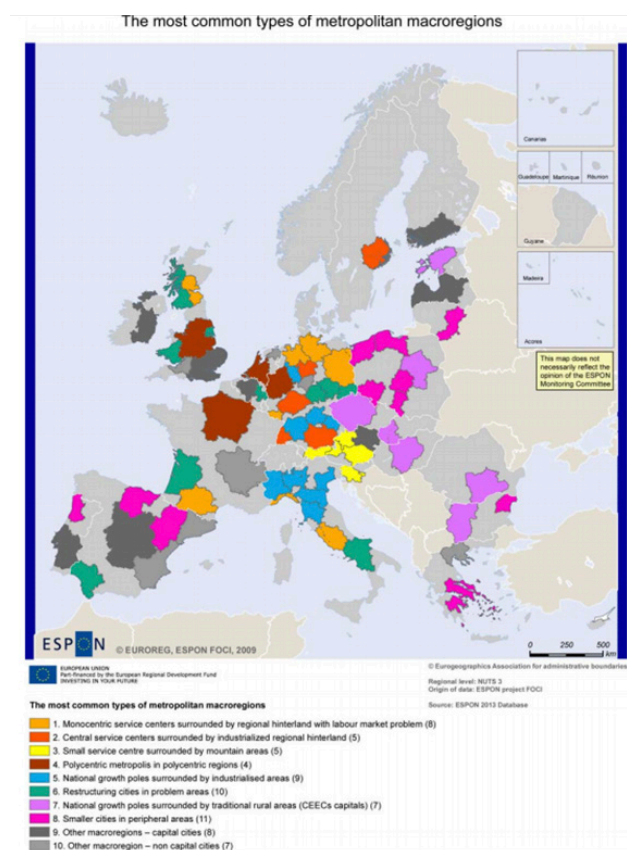 The most common types of metropolitan macroregions
Canarias
Guadeloupe Martinique Réunion
Guyane
Madeira
Acores
This map does not
necessarily reflect the
opinion of the ESPON
Monitoring Committee
ESPON © EUROREG, ESPON FOCI, 2009
0 250 500
km
EUROPEAN UNION
Part-financed by the European Regional Development Fund
INVESTING IN YOUR FUTURE
© Eurogeographics Association for administrative boundaries
Regional level: NUTS 3
Origin of data: ESPON project FOCI
Source: ESPON 2013 Database
The most common types of metropolitan macroregions
1. Monocentric service centers surrounded by regional hinterland with labour market problem (8)
2. Central service centers surrounded by industrialized regional hinterland (5)
3. Small service centre surrounded by mountain areas (5)
4. Polycentric metropolis in polycentric regions (4)
5. National growth poles surrounded by industrialised areas (9)
6. Restructuring cities in problem areas (10)
7. National growth poles surrounded by traditional rural areas (CEECs capitals) (7)
8. Smaller cities in peripheral areas (11)
9. Other macroregions – capital cities (8)
10. Other macroregion - non capital cities (7)